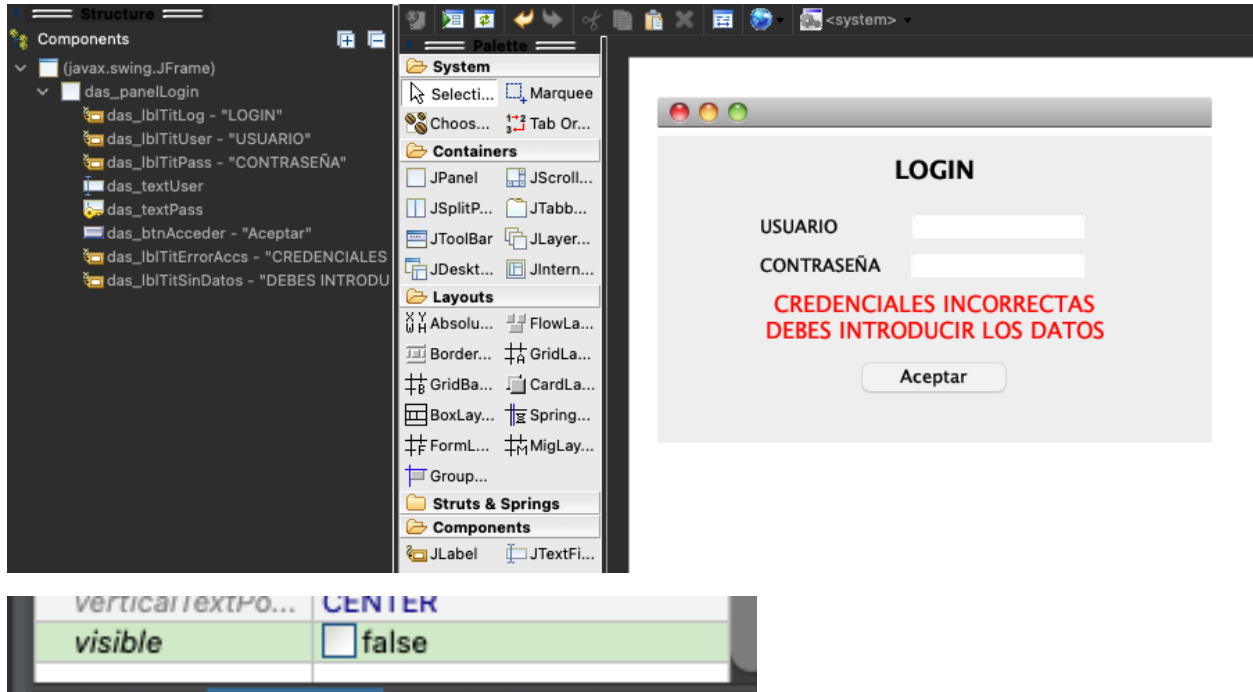 Structure
Components
(javax.swing.JFrame)
das_panelLogin
das_lblTitLog - "LOGIN"
das_lblTitUser - "USUARIO"
das_lblTitPass - "CONTRASEÑA"
das_textUser
das_textPass
das_btnAcceder - "Aceptar"
das_lblTitErrorAccs - "CREDENCIALES
das_lblTitSinDatos - "DEBES INTRODU
<system>
Palette
System
Selecti... Marquee
Choos... Tab Or...
Containers
JPanel JScroll...
JSplitP... JTabb...
JToolBar JLayer...
JDeskt... JIntern...
Layouts
Absolu... FlowLa...
Border... GridLa...
GridBa... CardLa...
BoxLay... Spring...
FormL... MigLay...
Group...
Struts & Springs
Components
JLabel JTextFi...
LOGIN
USUARIO
CONTRASEÑA
CREDENCIALES INCORRECTAS
DEBES INTRODUCIR LOS DATOS
Aceptar
verticalTextPo... CENTER
visible false